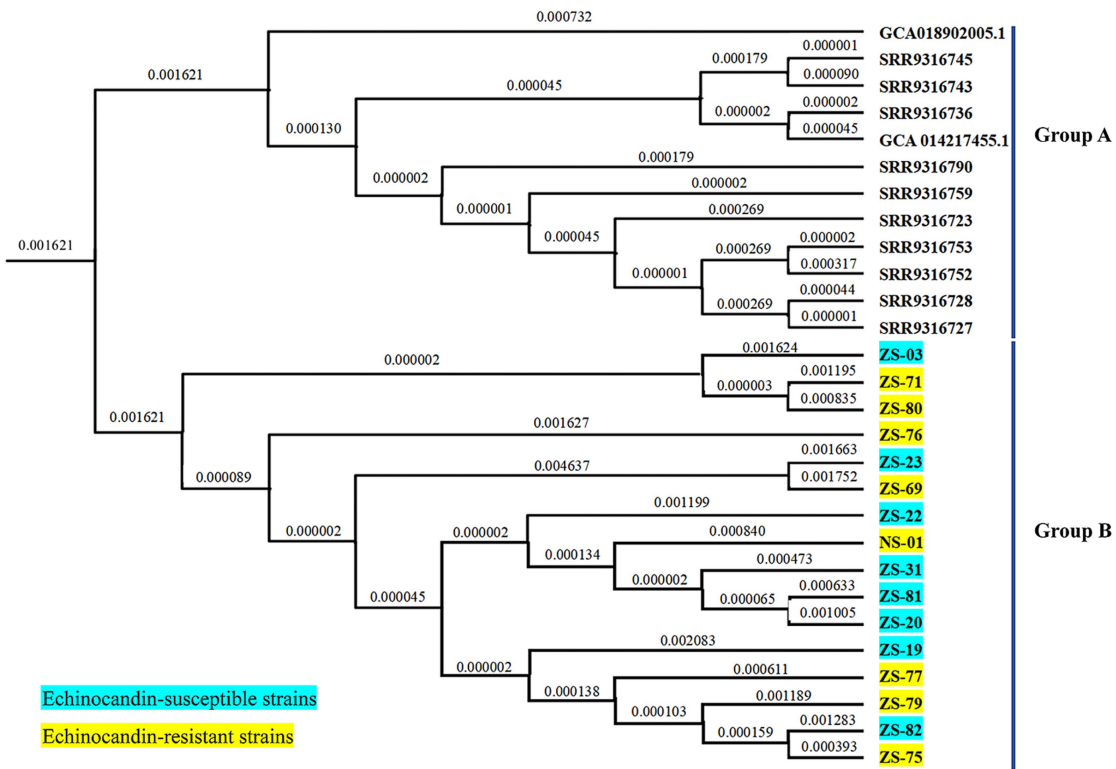 0.000732
GCA018902005.1
0.000001
SRR9316745
0.000179
0.001621
0.000090
SRR9316743
0.000045
0.000002
SRR9316736
0.000002
0.000130
0.000045
GCA 014217455.1
Group A
0.000179
SRR9316790
0.000002
0.000002
SRR9316759
0.000001
0.000269
SRR9316723
0.000045
0.001621
0.000002
SRR9316753
0.000269
0.000317
SRR9316752
0.000001
0.000044
SRR9316728
0.000269
0.000001
SRR9316727
0.001624
ZS-03
0.000002
0.001195
ZS-71
0.000003
0.000835
ZS-80
0.001621
0.001627
ZS-76
0.001663
ZS-23
0.004637
0.000089
0.001752
ZS-69
0.001199
ZS-22
0.000002
0.000002
0.000840
NS-01
Group B
0.000134
0.000473
ZS-31
0.000002
0.000633
ZS-81
0.000045
0.000065
0.001005
ZS-20
0.002083
ZS-19
0.000002
0.000611
ZS-77
0.000138
0.001189
ZS-79
0.000103
0.001283
ZS-82
0.000159
0.000393
ZS-75
Echinocandin-susceptible strains
Echinocandin-resistant strains